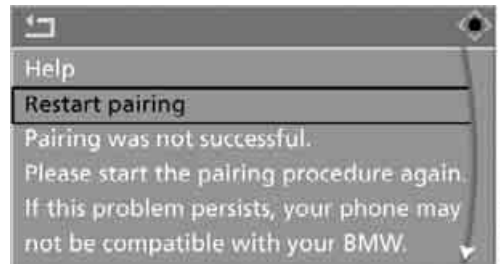 Help
Restart pairing
Pairing was not successful.
Please start the pairing procedure again.
If this problem persists, your phone may
not be compatible with your BMW.